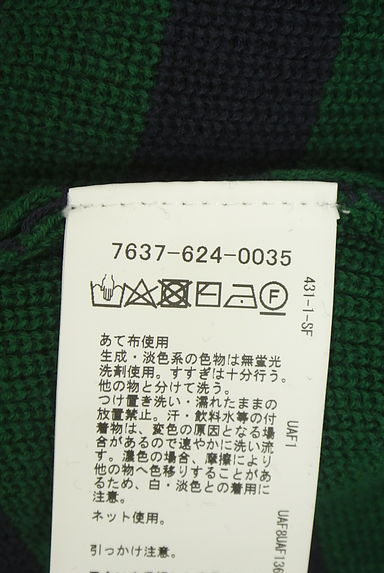 7637-624-0035
F
あて布使用
生成・淡色系の色物は無蛍光
洗剤使用。すすぎは十分行う。
他の物と分けて洗う。
つけ置き洗い・濡れたままの
放置禁止。汗・飲料水等の付
着物は、変色の原因となる場
合があるので速やかに洗い流
す。濃色の場合、摩擦により
他の物へ色移りすることがあ
るため、白・淡色との着用に
注意。
ネット使用。
引っかけ注意。
431-1-SF
UAF1
UAF8UAF136